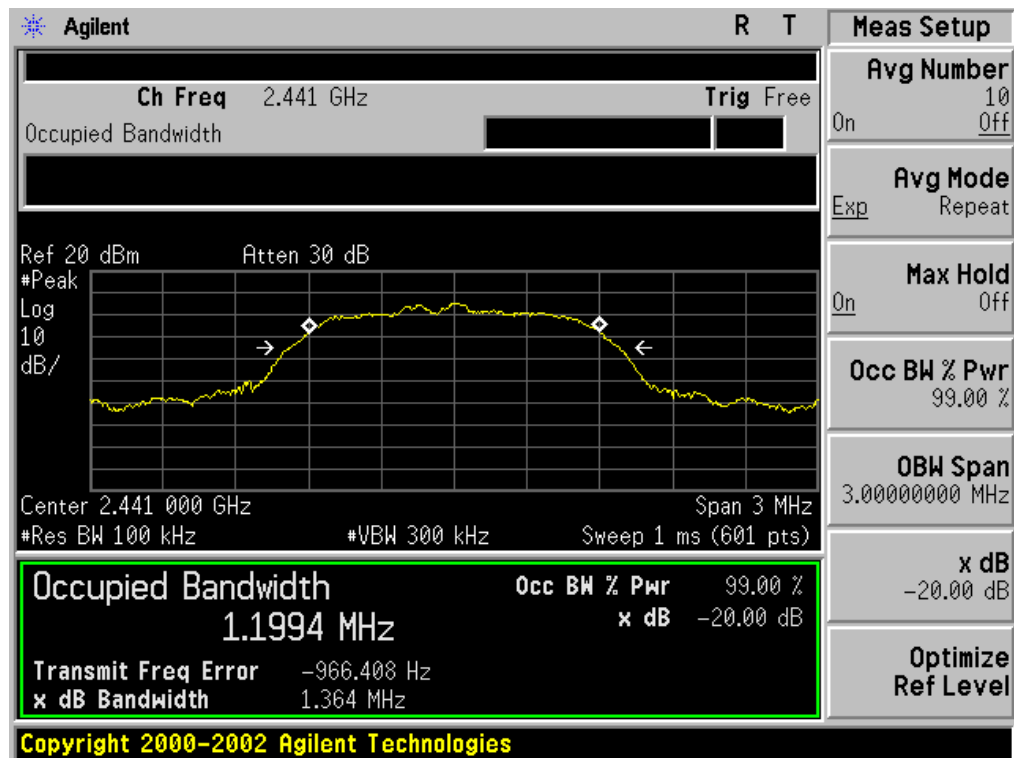 Agilent R T
Ch Freq 2.441 GHz Trig Free
Occupied Bandwidth
Ref 20 dBm Atten 30 dB
#Peak
Log
10
dB/
Center 2.441 000 GHz Span 3 MHz
#Res BW 100 kHz #VBW 300 kHz Sweep 1 ms (601 pts)
Occupied Bandwidth Occ BW % Pwr 99.00 %
1.1994 MHz x dB -20.00 dB
Transmit Freq Error -966.408 Hz
x dB Bandwidth 1.364 MHz
Copyright 2000-2002 Agilent Technologies
Meas Setup
Avg Number
10
On Off
Avg Mode
Exp Repeat
Max Hold
On Off
Occ BW % Pwr
99.00 %
OBW Span
3.00000000 MHz
x dB
-20.00 dB
Optimize
Ref Level